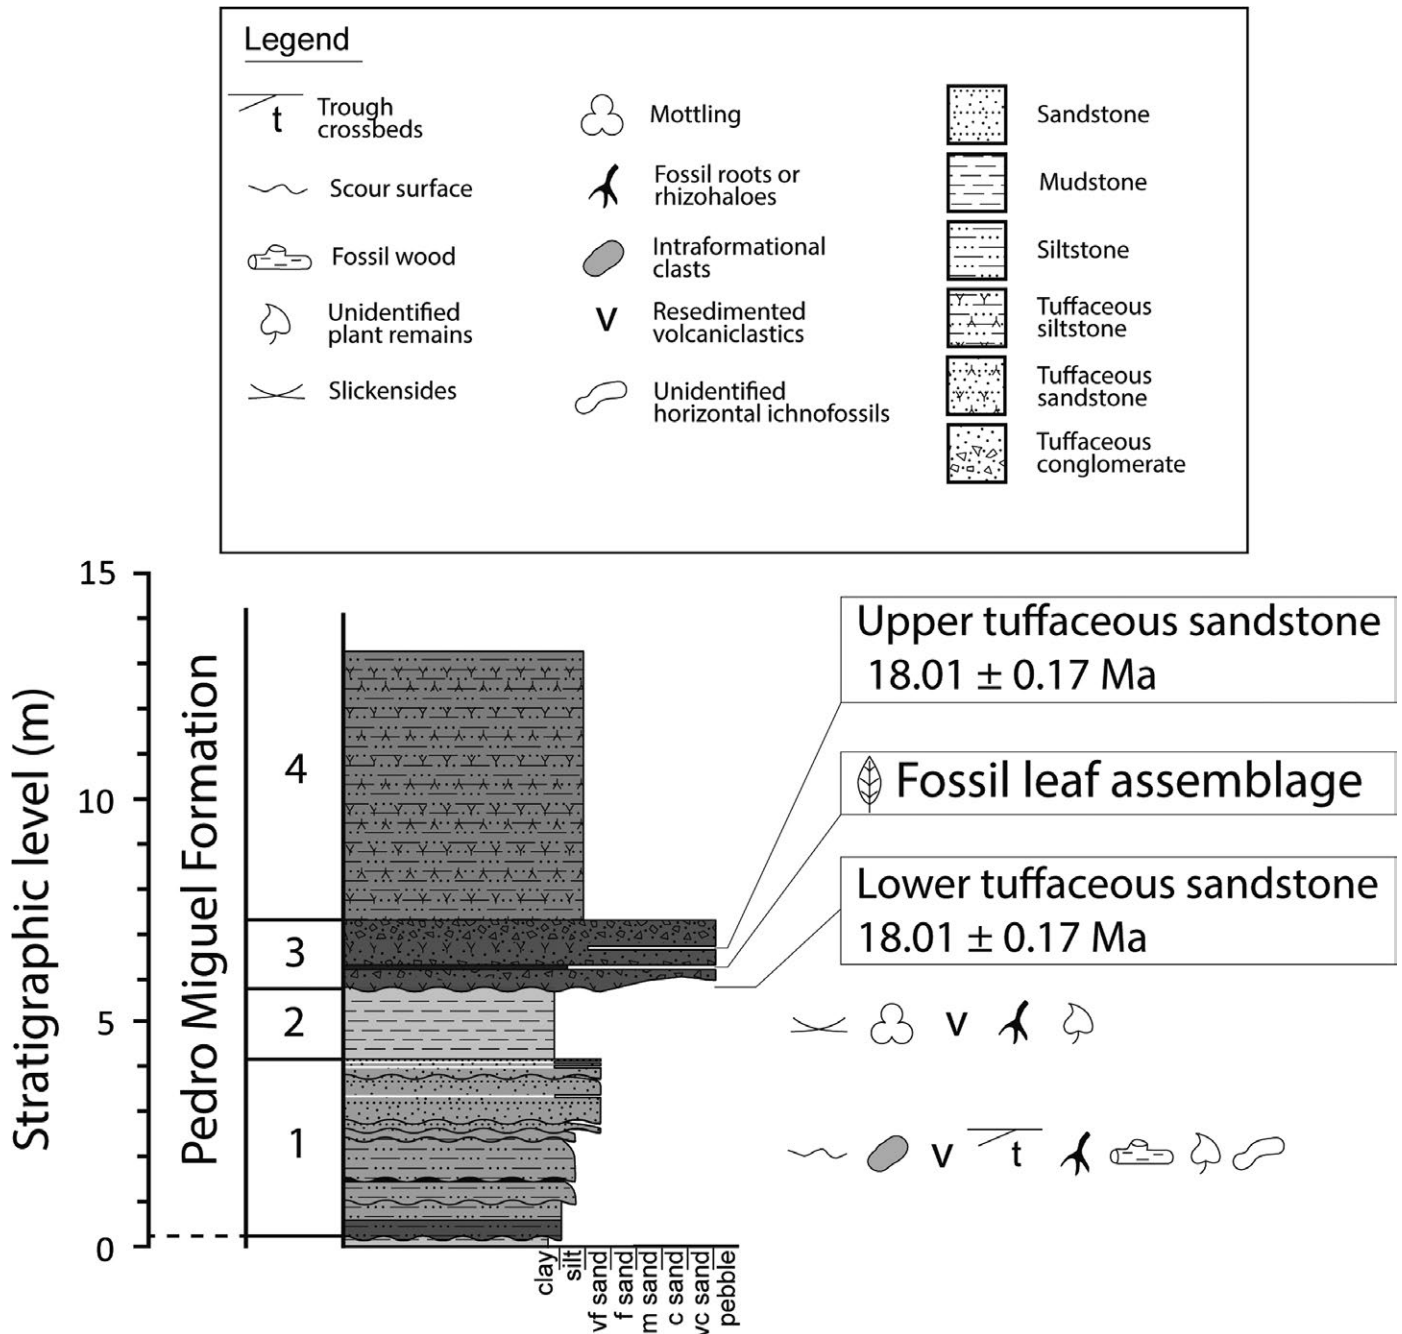 Legend
t
Trough
crossbeds
Scour surface
Fossil wood
Unidentified
plant remains
Slickensides
Mottling
Fossil roots or
rhizohaloes
Intraformational
clasts
v
Resedimented
volcaniclastics
Unidentified
horizontal ichnofossils
Sandstone
Mudstone
Siltstone
Tuffaceous
siltstone
Tuffaceous
sandstone
Tuffaceous
conglomerate
Stratigraphic level (m)
15
10
5
0
Pedro Miguel Formation
4
3
2
1
Upper tuffaceous sandstone
18.01 ± 0.17 Ma
Fossil leaf assemblage
Lower tuffaceous sandstone
18.01 ± 0.17 Ma
v
v t
clay
silt
vf sand
f sand
m sand
c sand
vc sand
pebble